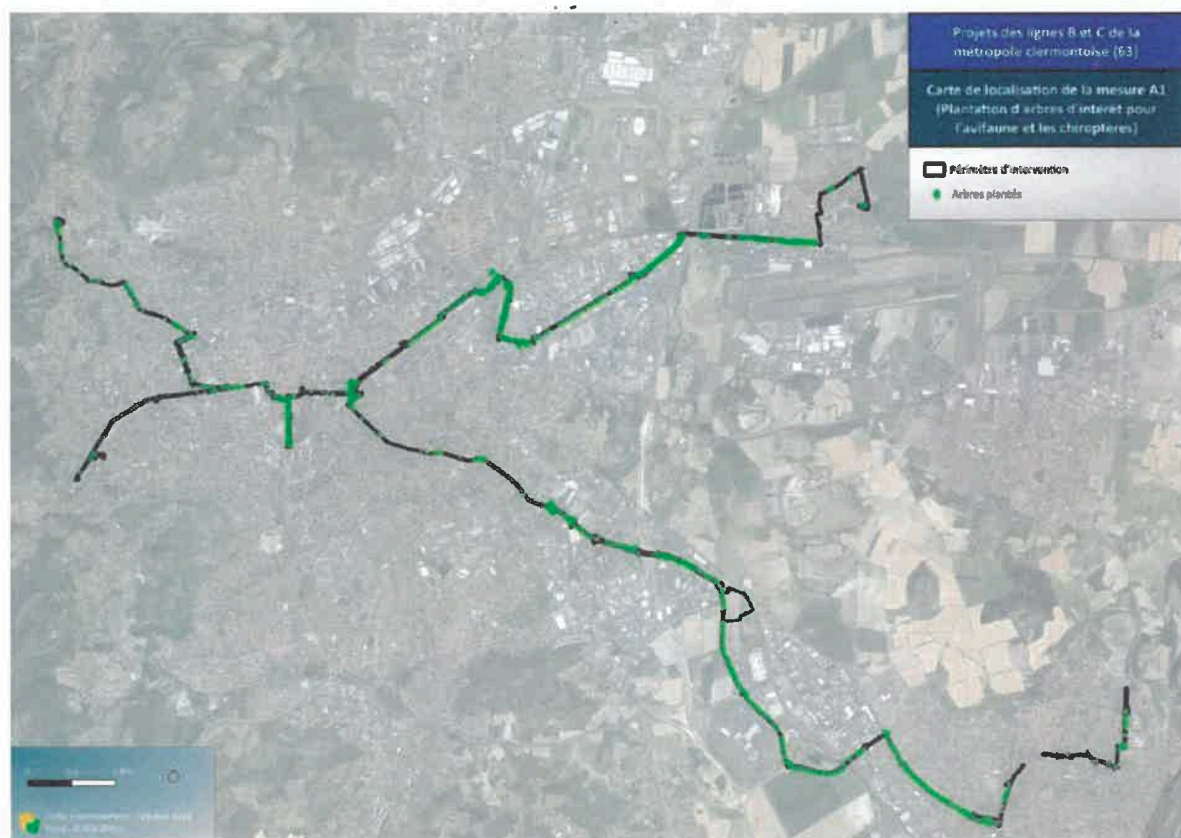 Projets des lignes B et C de la
métropole clermontoise (63)
Carte de localisation de la mesure A1
(Plantation d'arbres d'intérêt pour
l'avifaune et les chiroptères)
Périmètre d'intervention
Arbres plantés